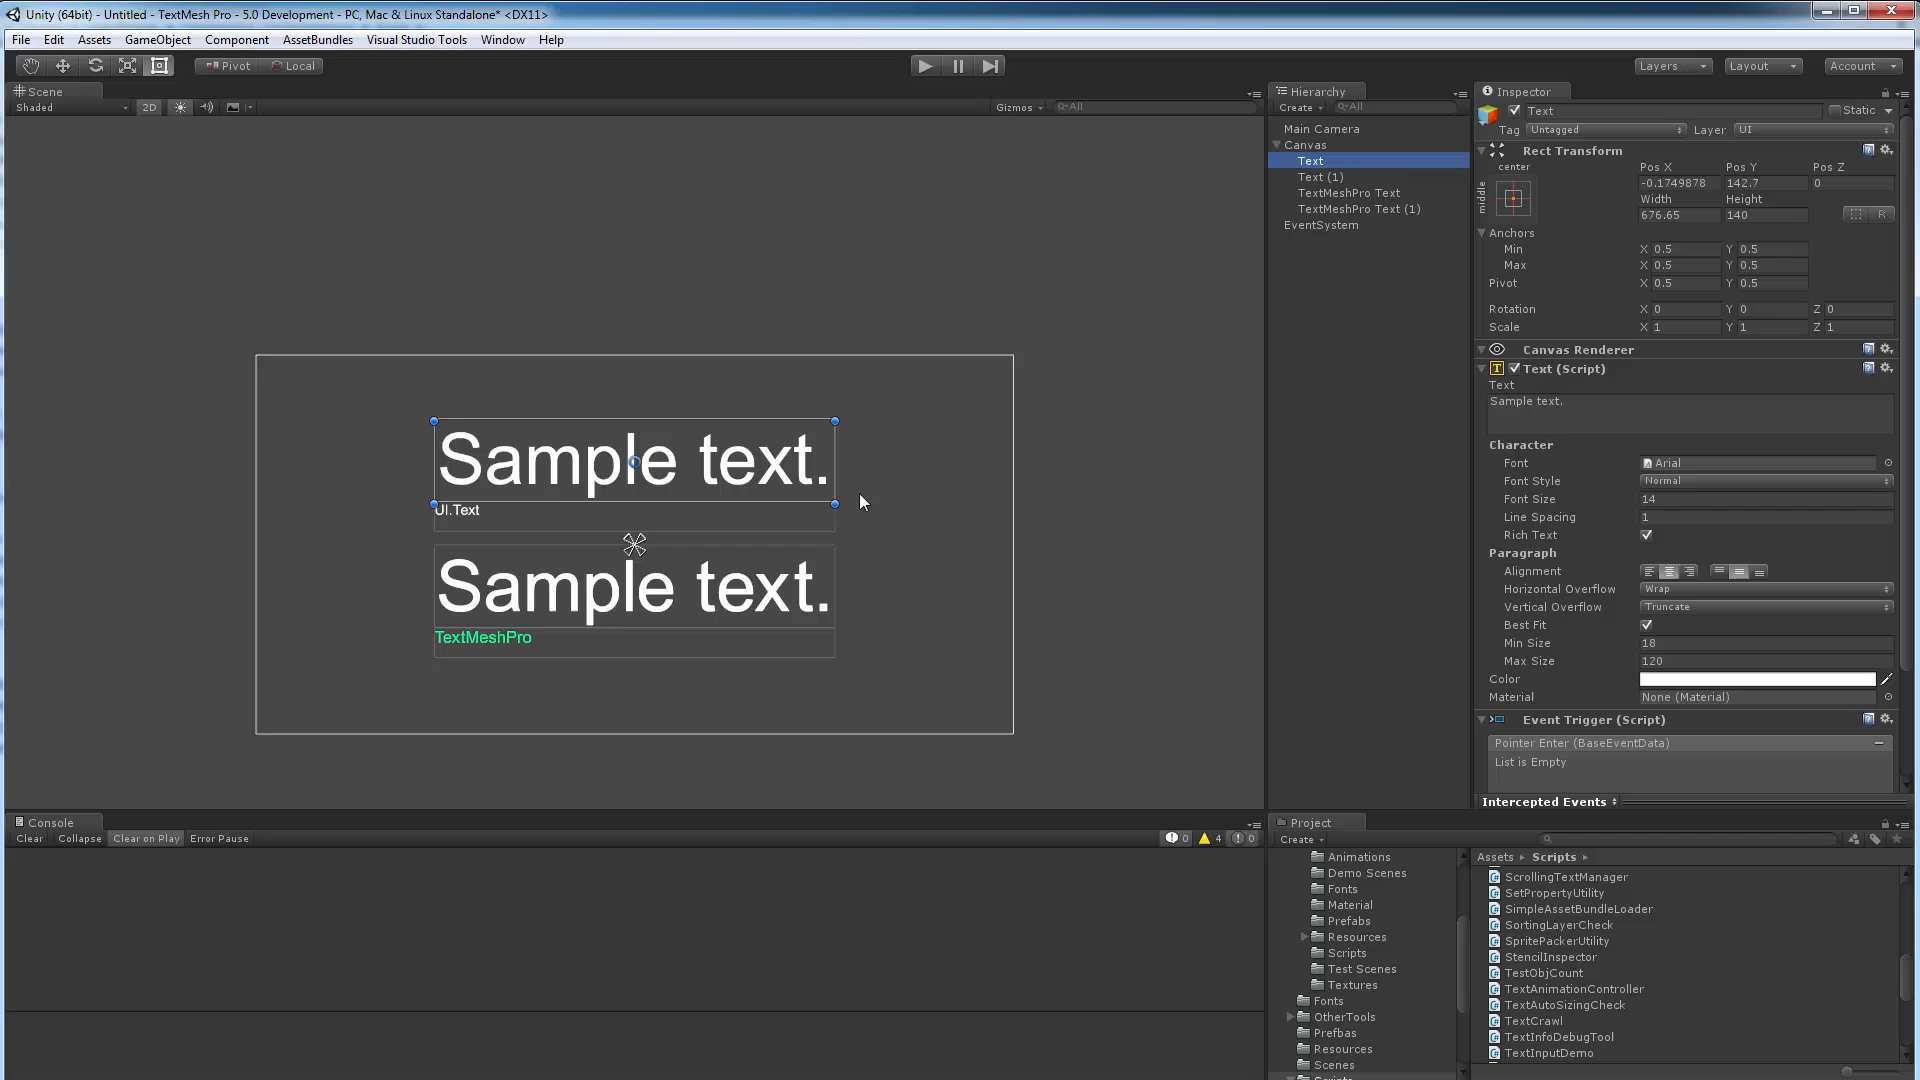 Unity (64bit) - Untitled - TextMesh Pro - 5.0 Development - PC, Mac & Linux Standalone* <DX11>
File Edit Assets GameObject Component AssetBundles Visual Studio Tools Window Help
Pivot Local Layers Layout Account
Scene
Shaded 2D Gizmos All
Sample text.
UI.Text
Sample text.
TextMeshPro
Hierarchy
Create All
Main Camera
Canvas
Text
Text (1)
TextMeshPro Text
TextMeshPro Text (1)
EventSystem
Inspector
Text Static
Tag Untagged Layer UI
Rect Transform
center Pos X Pos Y Pos Z
middle -0.1749878 142.7 0
Width Height
676.65 140 R
Anchors
Min X 0.5 Y 0.5
Max X 0.5 Y 0.5
Pivot X 0.5 Y 0.5
Rotation X 0 Y 0 Z 0
Scale X 1 Y 1 Z 1
Canvas Renderer
T Text (Script)
Text
Sample text.
Character
Font Arial
Font Style Normal
Font Size 14
Line Spacing 1
Rich Text
Paragraph
Alignment
Horizontal Overflow Wrap
Vertical Overflow Truncate
Best Fit
Min Size 18
Max Size 120
Color
Material None (Material)
Event Trigger (Script)
Pointer Enter (BaseEventData)
List is Empty
Intercepted Events
Console
Clear Collapse Clear on Play Error Pause 0 4 0
Project
Create
Animations
Demo Scenes
Fonts
Material
Prefabs
Resources
Scripts
Test Scenes
Textures
Fonts
OtherTools
Prefbas
Resources
Scenes
Assets Scripts
ScrollingTextManager
SetPropertyUtility
SimpleAssetBundleLoader
SortingLayerCheck
SpritePackerUtility
StencilInspector
TestObjCount
TextAnimationController
TextAutoSizingCheck
TextCrawl
TextInfoDebugTool
TextInputDemo